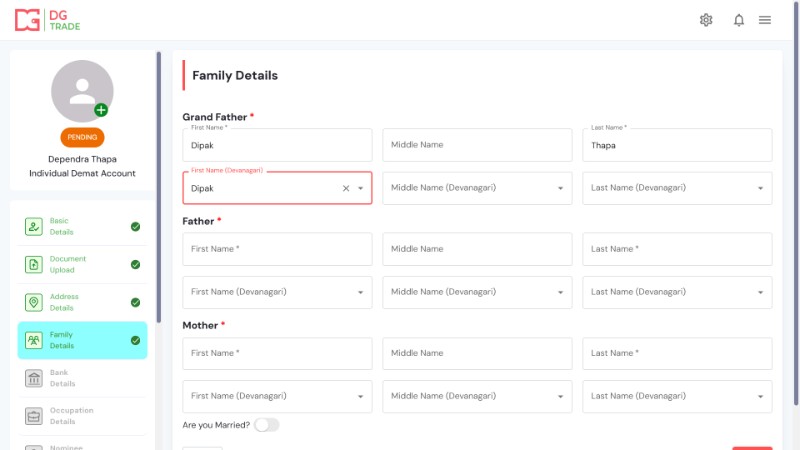 DG
TRADE
PENDING
Dependra Thapa
Individual Demat Account
Basic
Details
Document
Upload
Address
Details
Family
Details
Bank
Details
Occupation
Details
Nominee
Family Details
Grand Father *
First Name *
Dipak
Middle Name
Last Name *
Thapa
First Name (Devanagari)
Dipak
Middle Name (Devanagari)
Last Name (Devanagari)
Father *
First Name *
Middle Name
Last Name *
First Name (Devanagari)
Middle Name (Devanagari)
Last Name (Devanagari)
Mother *
First Name *
Middle Name
Last Name *
First Name (Devanagari)
Middle Name (Devanagari)
Last Name (Devanagari)
Are you Married?